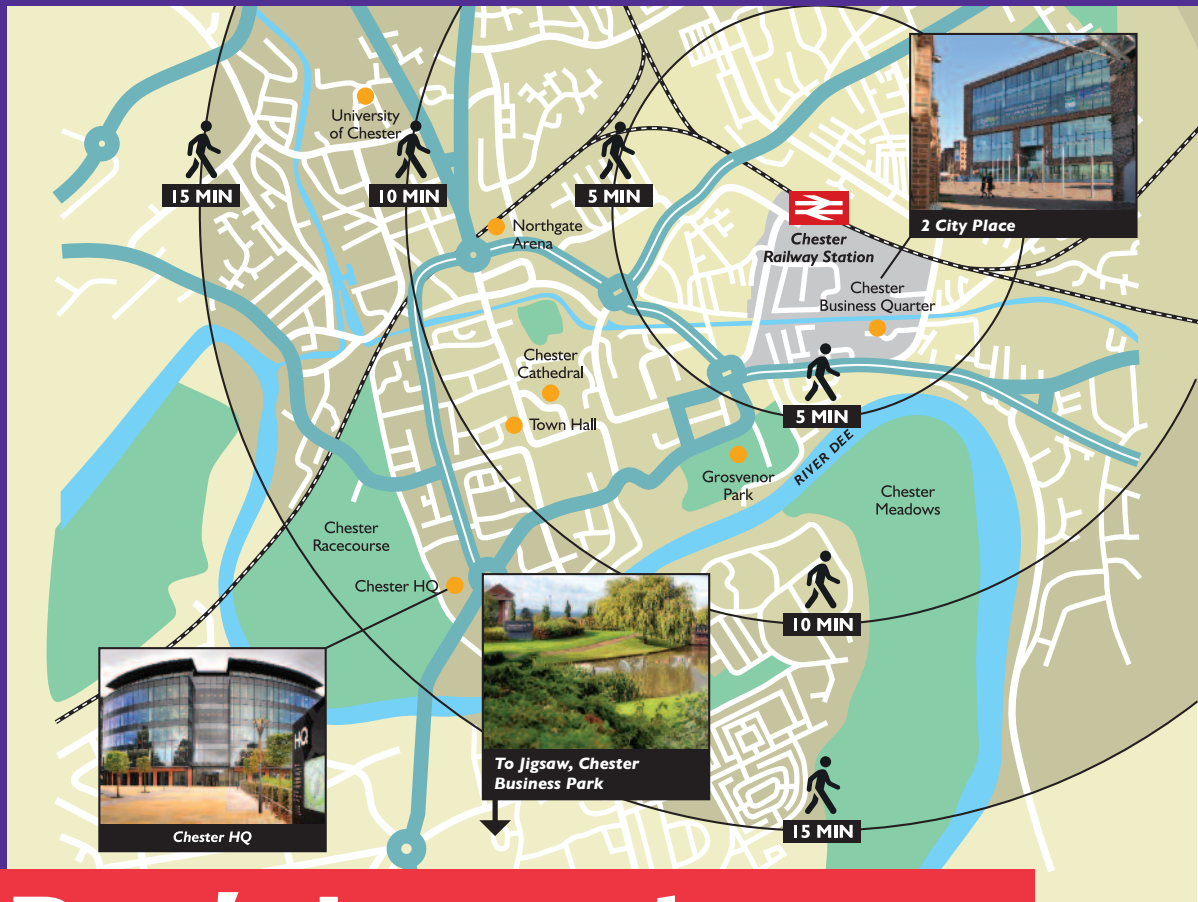 University
of Chester
15 MIN
10 MIN
5 MIN
Northgate
Arena
Chester
Railway Station
2 City Place
Chester
Business Quarter
Chester
Cathedral
Town Hall
5 MIN
RIVER DEE
Grosvenor
Park
Chester
Meadows
Chester
Racecourse
Chester HQ
10 MIN
HQ
To Jigsaw, Chester
Business Park
15 MIN
Chester HQ